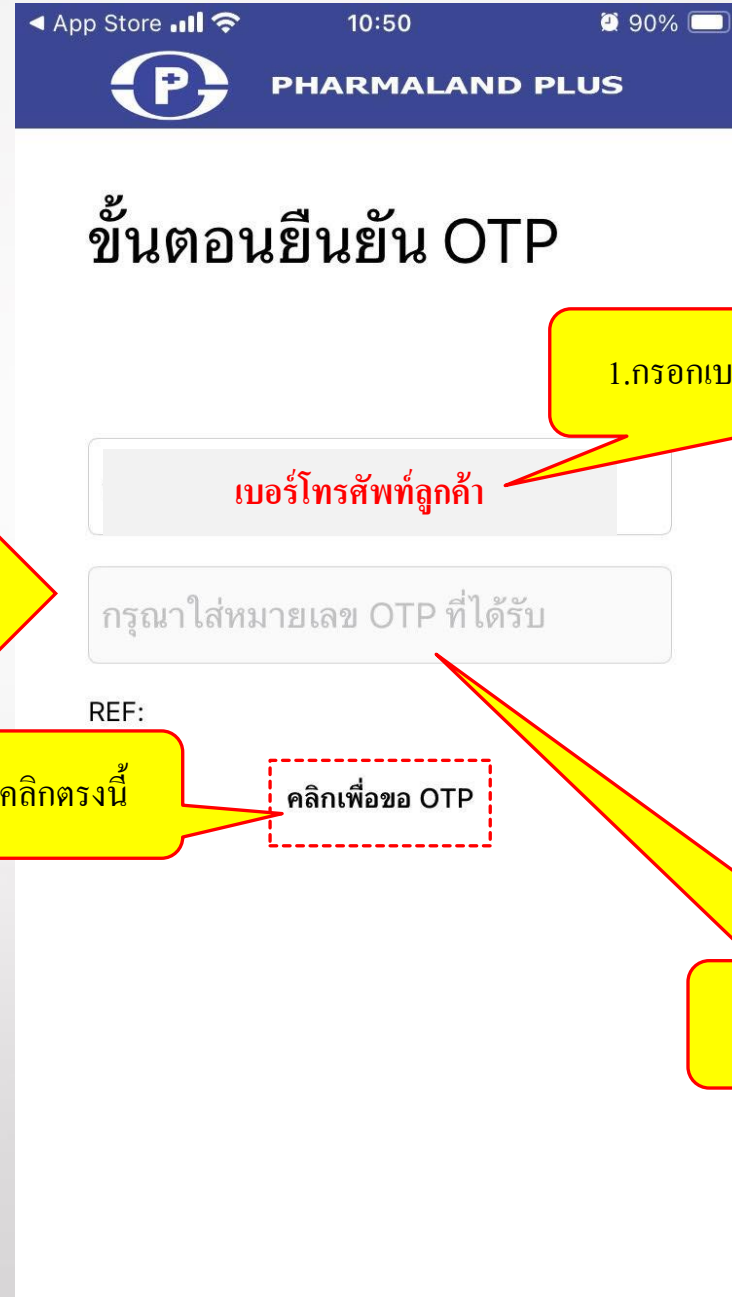 ◀ App Store 10:50 90%
P PHARMALAND PLUS
ขั้นตอนยืนยัน OTP
1.กรอกเบ
เบอร์โทรศัพท์ลูกค้า
กรุณาใส่หมายเลข OTP ที่ได้รับ
REF:
คลิกตรงนี้
คลิกเพื่อขอ OTP